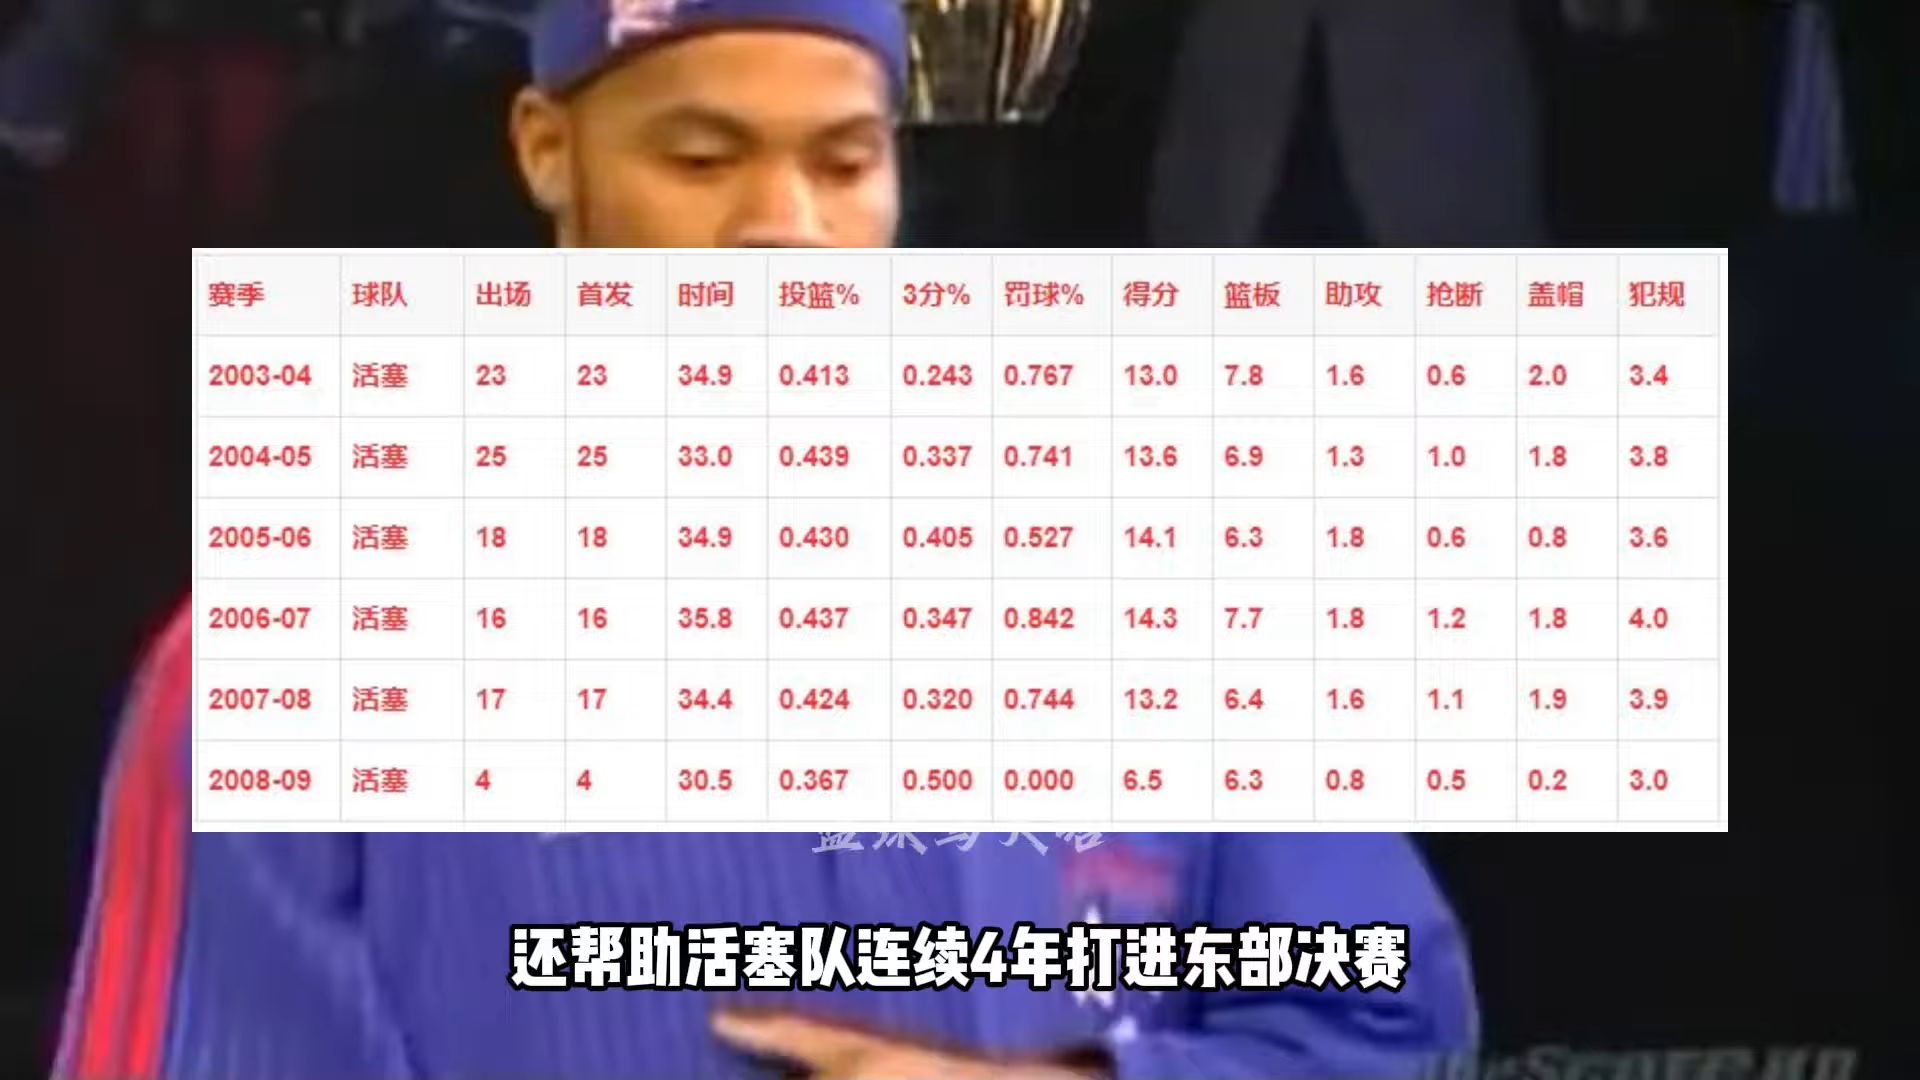 赛季 球队 出场 首发 时间 投篮% 3分% 罚球% 得分 篮板 助攻 抢断 盖帽 犯规
2003-04 活塞 23 23 34.9 0.413 0.243 0.767 13.0 7.8 1.6 0.6 2.0 3.4
2004-05 活塞 25 25 33.0 0.439 0.337 0.741 13.6 6.9 1.3 1.0 1.8 3.8
2005-06 活塞 18 18 34.9 0.430 0.405 0.527 14.1 6.3 1.8 0.6 0.8 3.6
2006-07 活塞 16 16 35.8 0.437 0.347 0.842 14.3 7.7 1.8 1.2 1.8 4.0
2007-08 活塞 17 17 34.4 0.424 0.320 0.744 13.2 6.4 1.6 1.1 1.9 3.9
2008-09 活塞 4 4 30.5 0.367 0.500 0.000 6.5 6.3 0.8 0.5 0.2 3.0
还帮助活塞队连续4年打进东部决赛